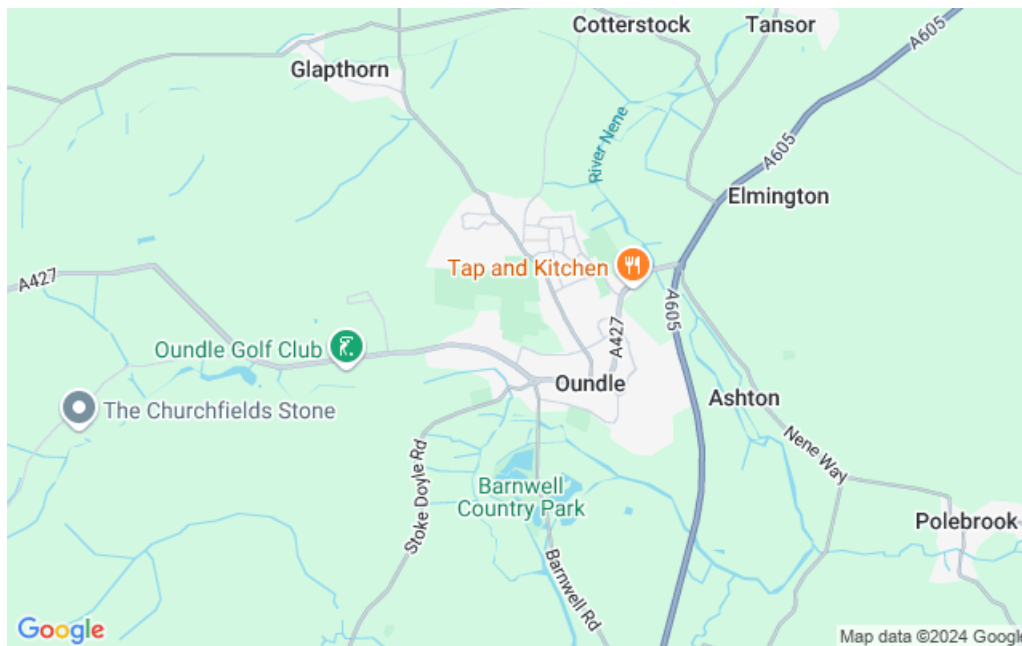 Cotterstock
Tansor
A605
Glapthorn
River Nene
A605
Elmington
Tap and Kitchen
A427
A605
A427
Oundle Golf Club
Oundle
Ashton
The Churchfields Stone
Stoke Doyle Rd
Nene Way
Barnwell
Country Park
Polebrook
Barnwell Rd
Google
Map data ©2024 Google